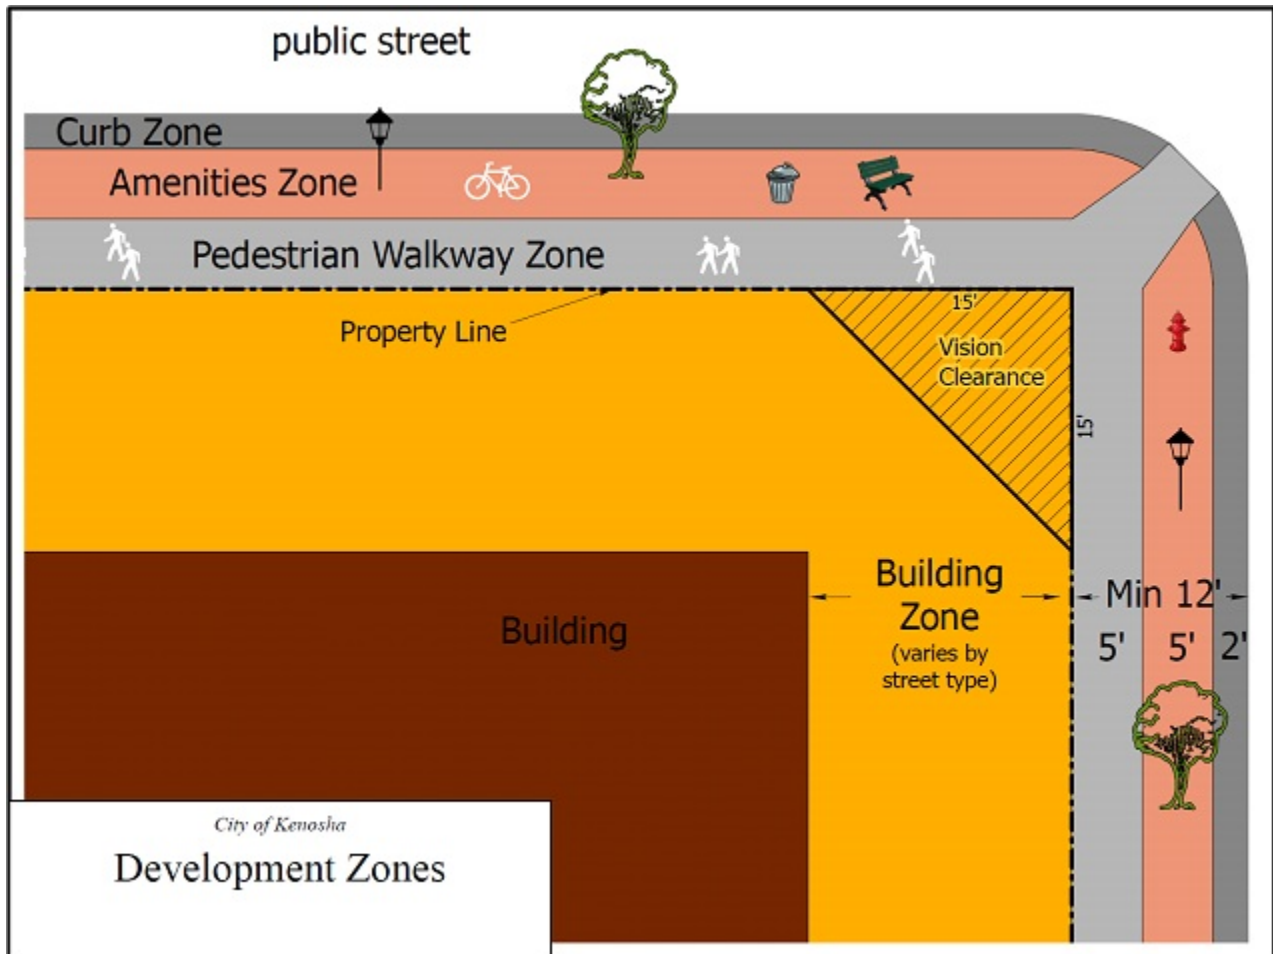 public street
Curb Zone
Amenities Zone
Pedestrian Walkway Zone
Property Line
15'
Vision
Clearance
15'
Building
Zone
(varies by
street type)
Min 12'
5' 5' 2'
Building
City of Kenosha
Development Zones